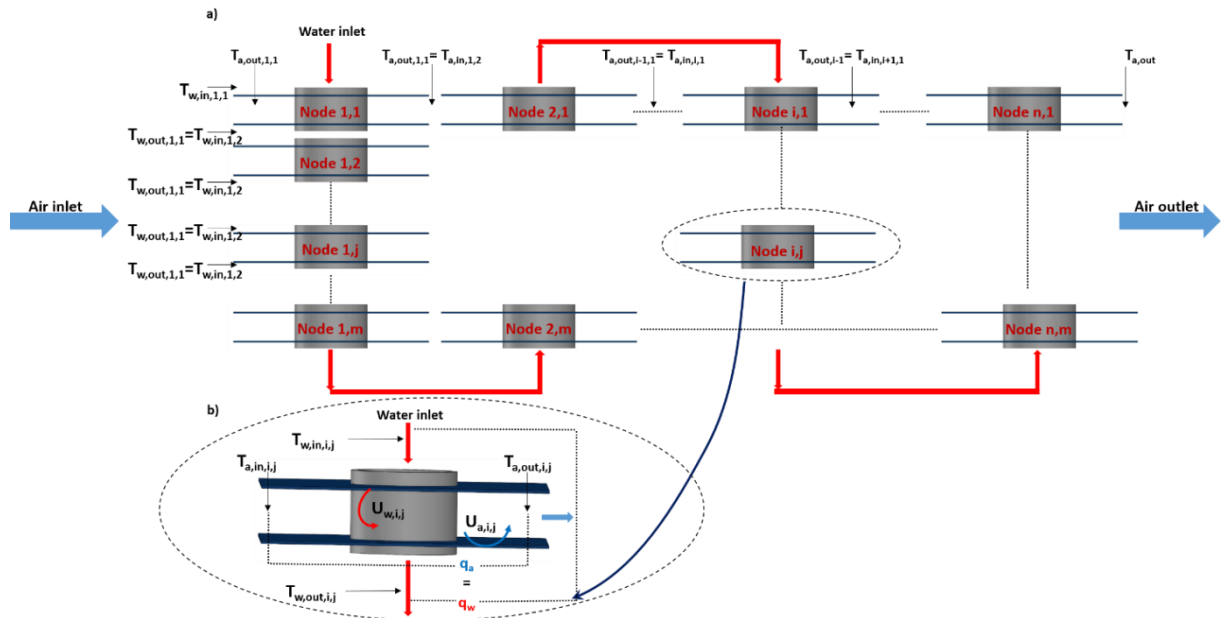 a)
Water inlet
T_a,out,1,1
T_a,out,1,1= T_a,in,1,2
T_a,out,i-1,1= T_a,in,i,1
T_a,out,i-1= T_a,in,i+1,1
T_a,out
T_w,in,1,1
Node 1,1
Node 2,1
Node i,1
Node n,1
T_w,out,1,1=T_w,in,1,2
Node 1,2
T_w,out,1,1=T_w,in,1,2
Air inlet
Air outlet
T_w,out,1,1=T_w,in,1,2
Node 1,j
Node i,j
T_w,out,1,1=T_w,in,1,2
Node 1,m
Node 2,m
Node n,m
b)
Water inlet
T_w,in,i,j
T_a,in,i,j
T_a,out,i,j
U_w,i,j
U_a,i,j
q_a
=
q_w
T_w,out,i,j